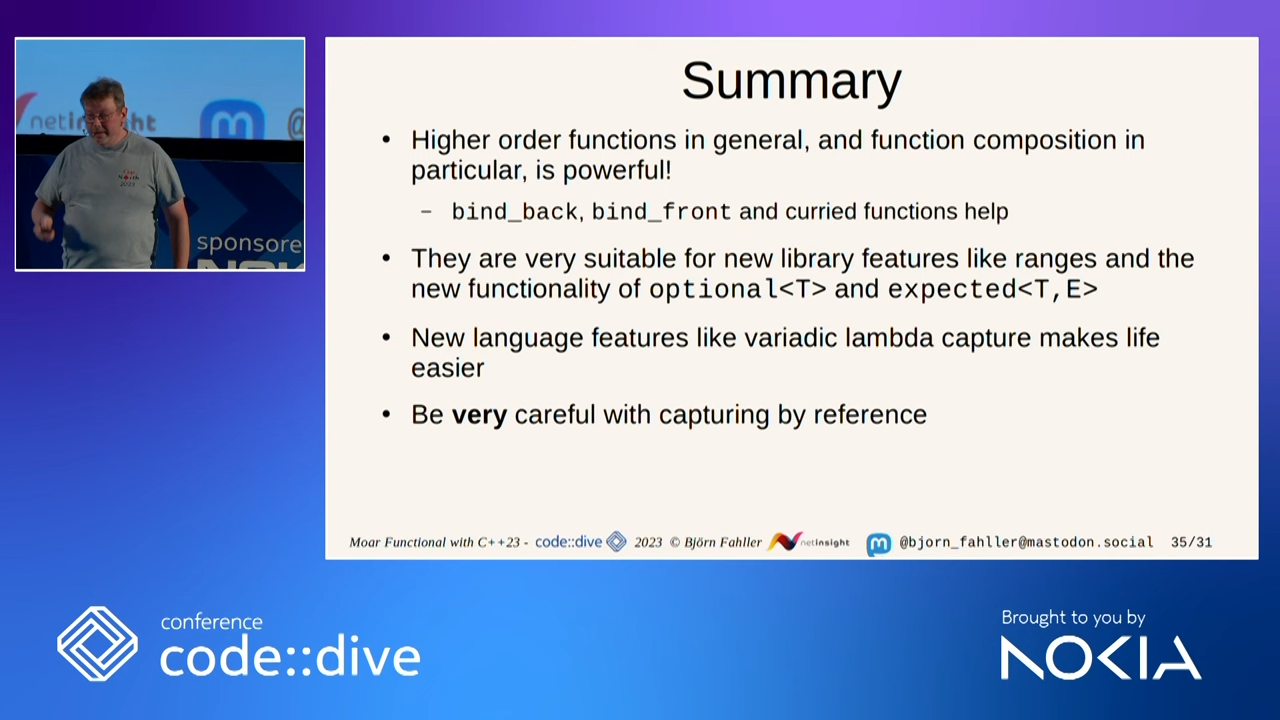 netinsight
@
sponsore
Summary
• Higher order functions in general, and function composition in
particular, is powerful!
– bind_back, bind_front and curried functions help
• They are very suitable for new library features like ranges and the
new functionality of optional<T> and expected<T,E>
• New language features like variadic lambda capture makes life
easier
• Be very careful with capturing by reference
Moar Functional with C++23 - code::dive 2023 © Björn Fahller netinsight @bjorn_fahller@mastodon.social 35/31
conference
code::dive
Brought to you by
NOKIA